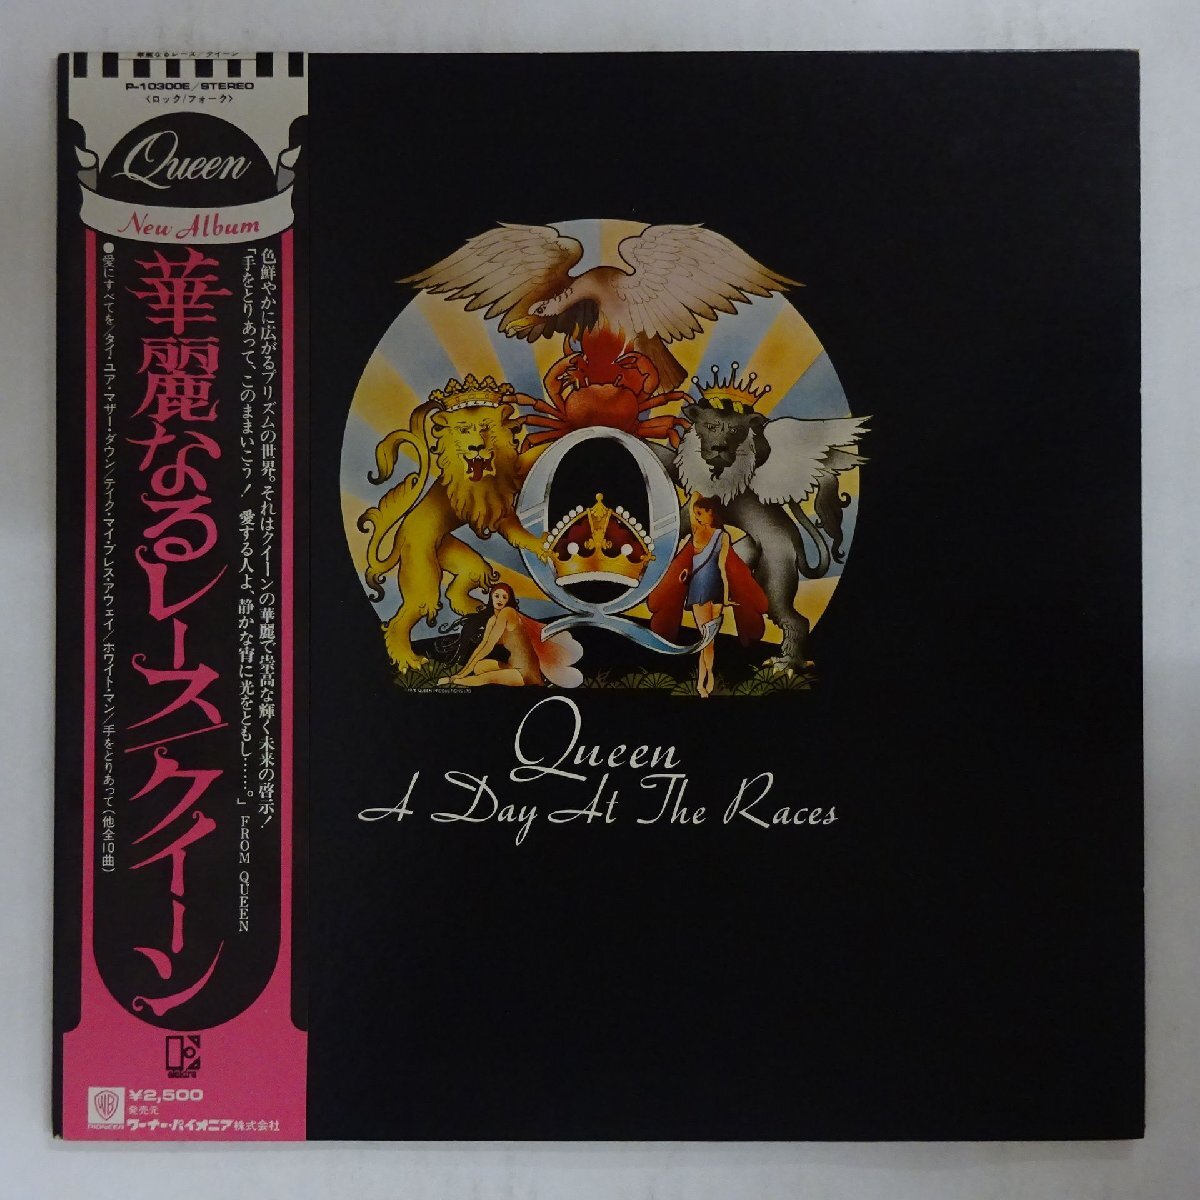 華麗なるレース/クイーン
P-10300E/STEREO
〈ロック/フォーク〉
Queen
New Album
色鮮やかに広がるプリズムの世界。それはクイーンの華麗で崇高な輝く未来の啓示!
「手をとりあって、このままいこう! 愛する人よ、静かな宵に光をともし……。」 FROM QUEEN
華麗なるレース/クイーン
●愛にすべてを/タイ・ユア・マザー・ダウン/テイク・マイ・ブレス・アウェイ/ホワイト・マン/手をとりあって(他全10曲)
elektra
WB
PIONEER
¥2,500
発売元
ワーナー・パイオニア株式会社
Queen
A Day At The Races